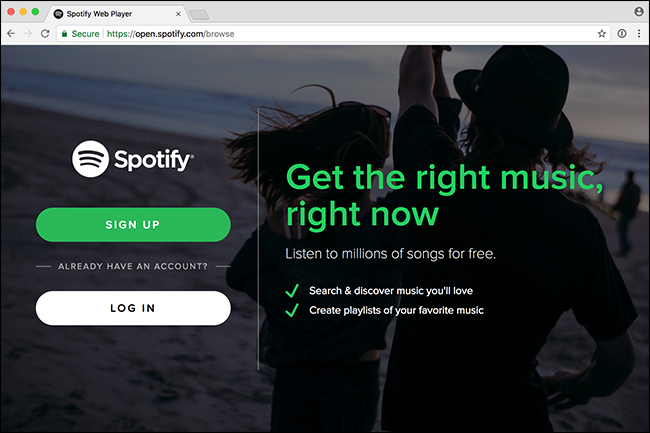 Spotify Web Player
Secure
https://open.spotify.com/browse
Spotify®
SIGN UP
ALREADY HAVE AN ACCOUNT?
LOG IN
Get the right music,
right now
Listen to millions of songs for free.
Search & discover music you'll love
Create playlists of your favorite music